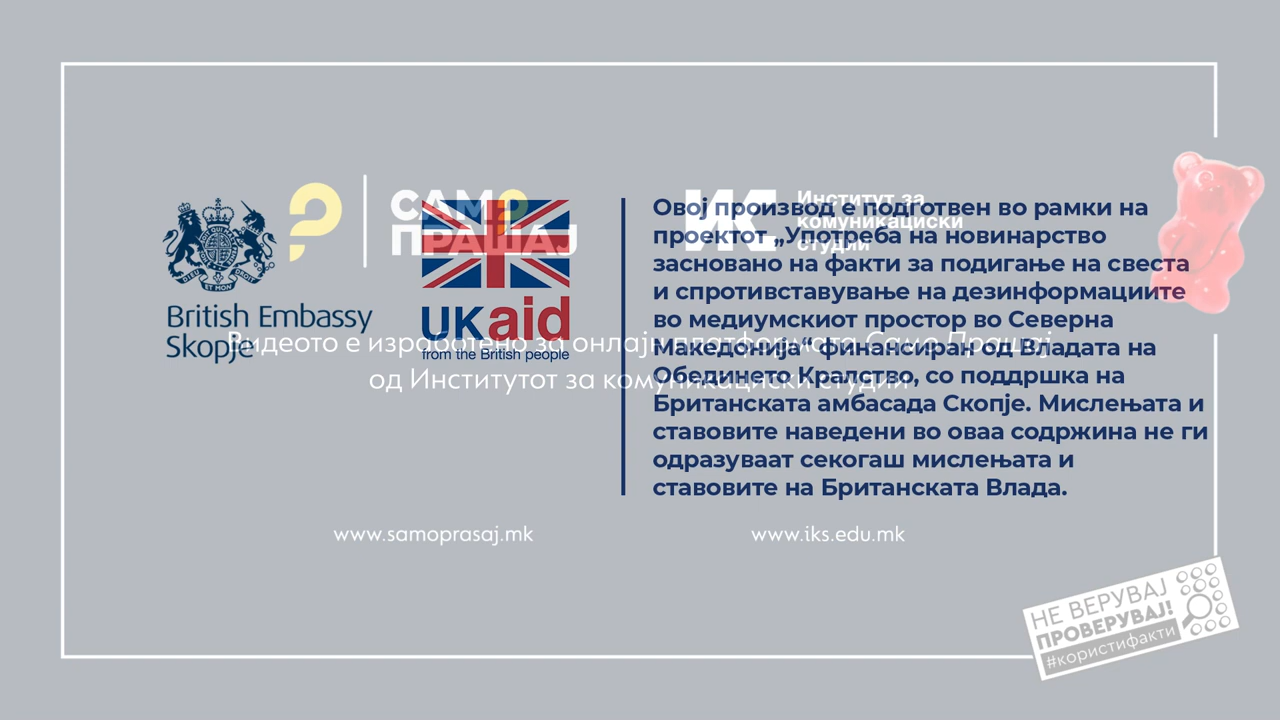 British Embassy
Skopje
?
САМО
ПРАШАЈ
UKaid
from the British people
ИКС
Институт за
комуникациски
студии
Овој производ е подготвен во рамки на
проектот „Употреба на новинарство
засновано на факти за подигање на свеста
и спротивставување на дезинформациите
во медиумскиот простор во Северна
Македонија“ финансиран од Владата на
Обединето Кралство, со поддршка на
Британската амбасада Скопје. Мислењата и
ставовите наведени во оваа содржина не ги
одразуваат секогаш мислењата и
ставовите на Британската Влада.
Видеото е изработено за онлајн платформата Само Прашај
од Институтот за комуникациски студии
www.samoprasaj.mk
www.iks.edu.mk
НЕ ВЕРУВАЈ
ПРОВЕРУВАЈ!
#користифакти